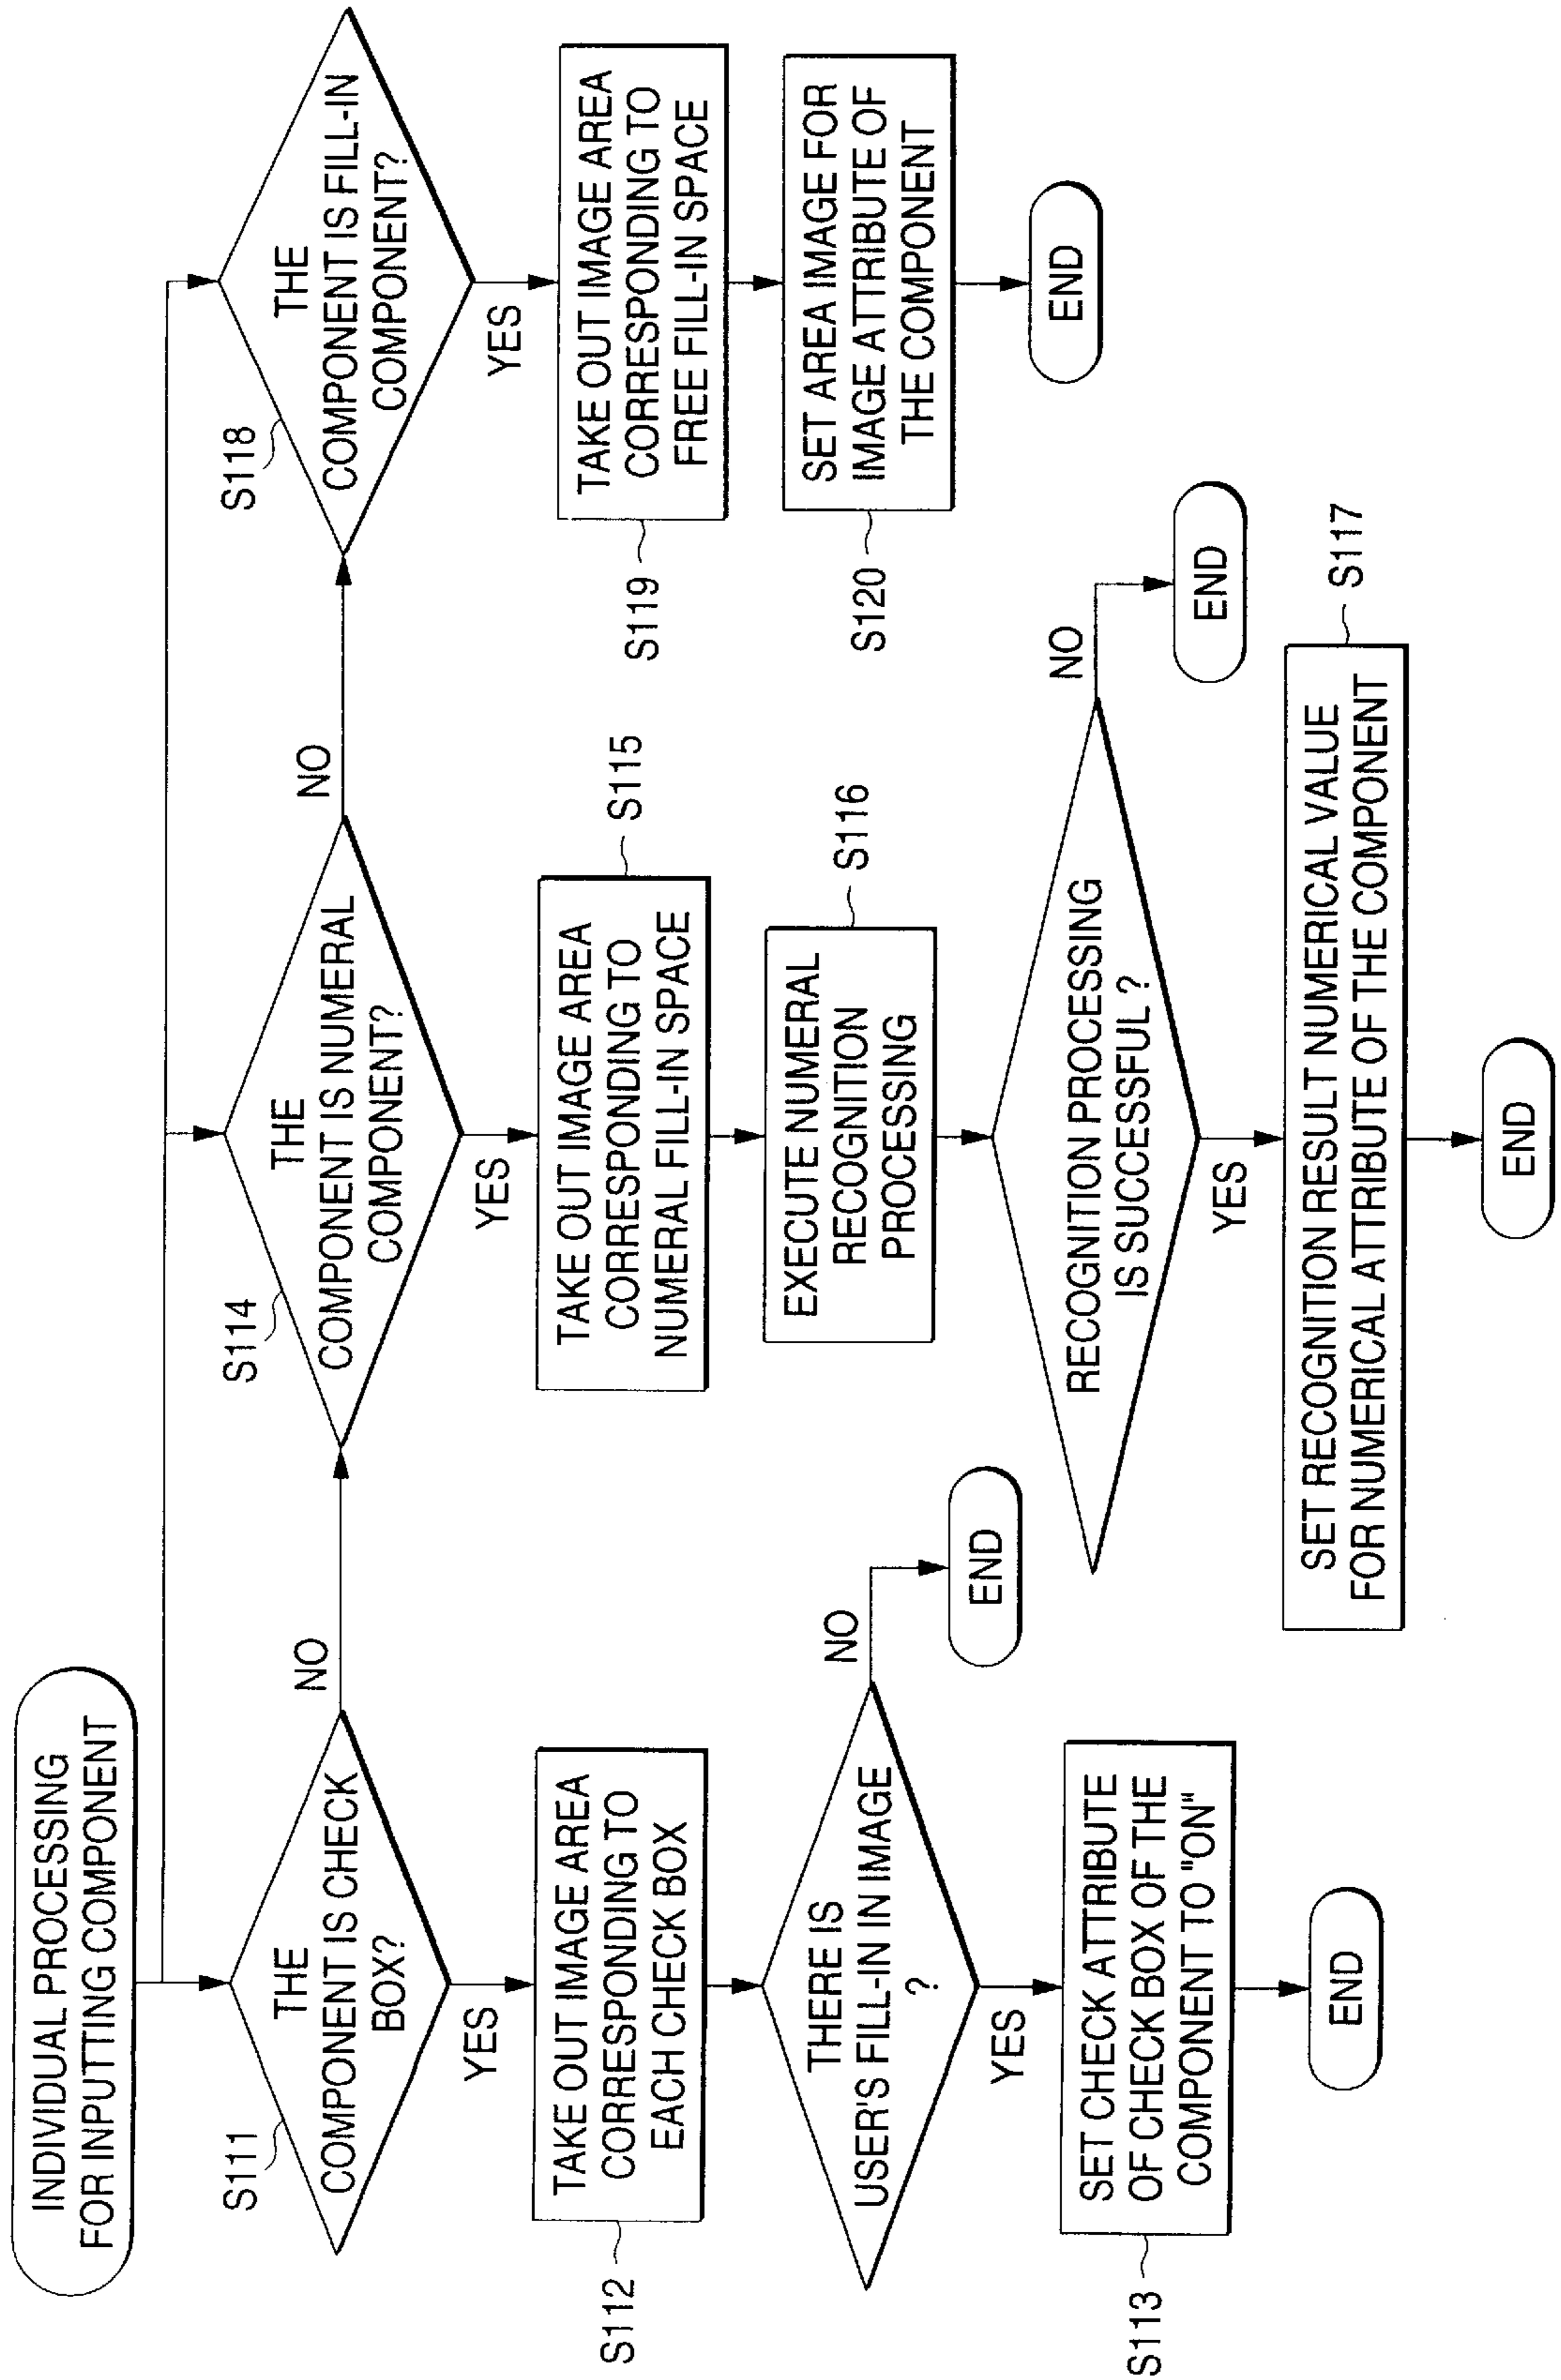 INDIVIDUAL PROCESSING
FOR INPUTTING COMPONENT
S111
THE
COMPONENT IS CHECK
BOX?
NO
YES
S112
TAKE OUT IMAGE AREA
CORRESPONDING TO
EACH CHECK BOX
THERE IS
USER'S FILL-IN IN IMAGE
?
NO
END
YES
S113
SET CHECK ATTRIBUTE
OF CHECK BOX OF THE
COMPONENT TO "ON"
END
S114
THE
COMPONENT IS NUMERAL
COMPONENT?
NO
YES
S115
TAKE OUT IMAGE AREA
CORRESPONDING TO
NUMERAL FILL-IN SPACE
S116
EXECUTE NUMERAL
RECOGNITION
PROCESSING
RECOGNITION PROCESSING
IS SUCCESSFUL ?
NO
END
YES
S117
SET RECOGNITION RESULT NUMERICAL VALUE
FOR NUMERICAL ATTRIBUTE OF THE COMPONENT
END
S118
THE
COMPONENT IS FILL-IN
COMPONENT?
YES
S119
TAKE OUT IMAGE AREA
CORRESPONDING TO
FREE FILL-IN SPACE
S120
SET AREA IMAGE FOR
IMAGE ATTRIBUTE OF
THE COMPONENT
END